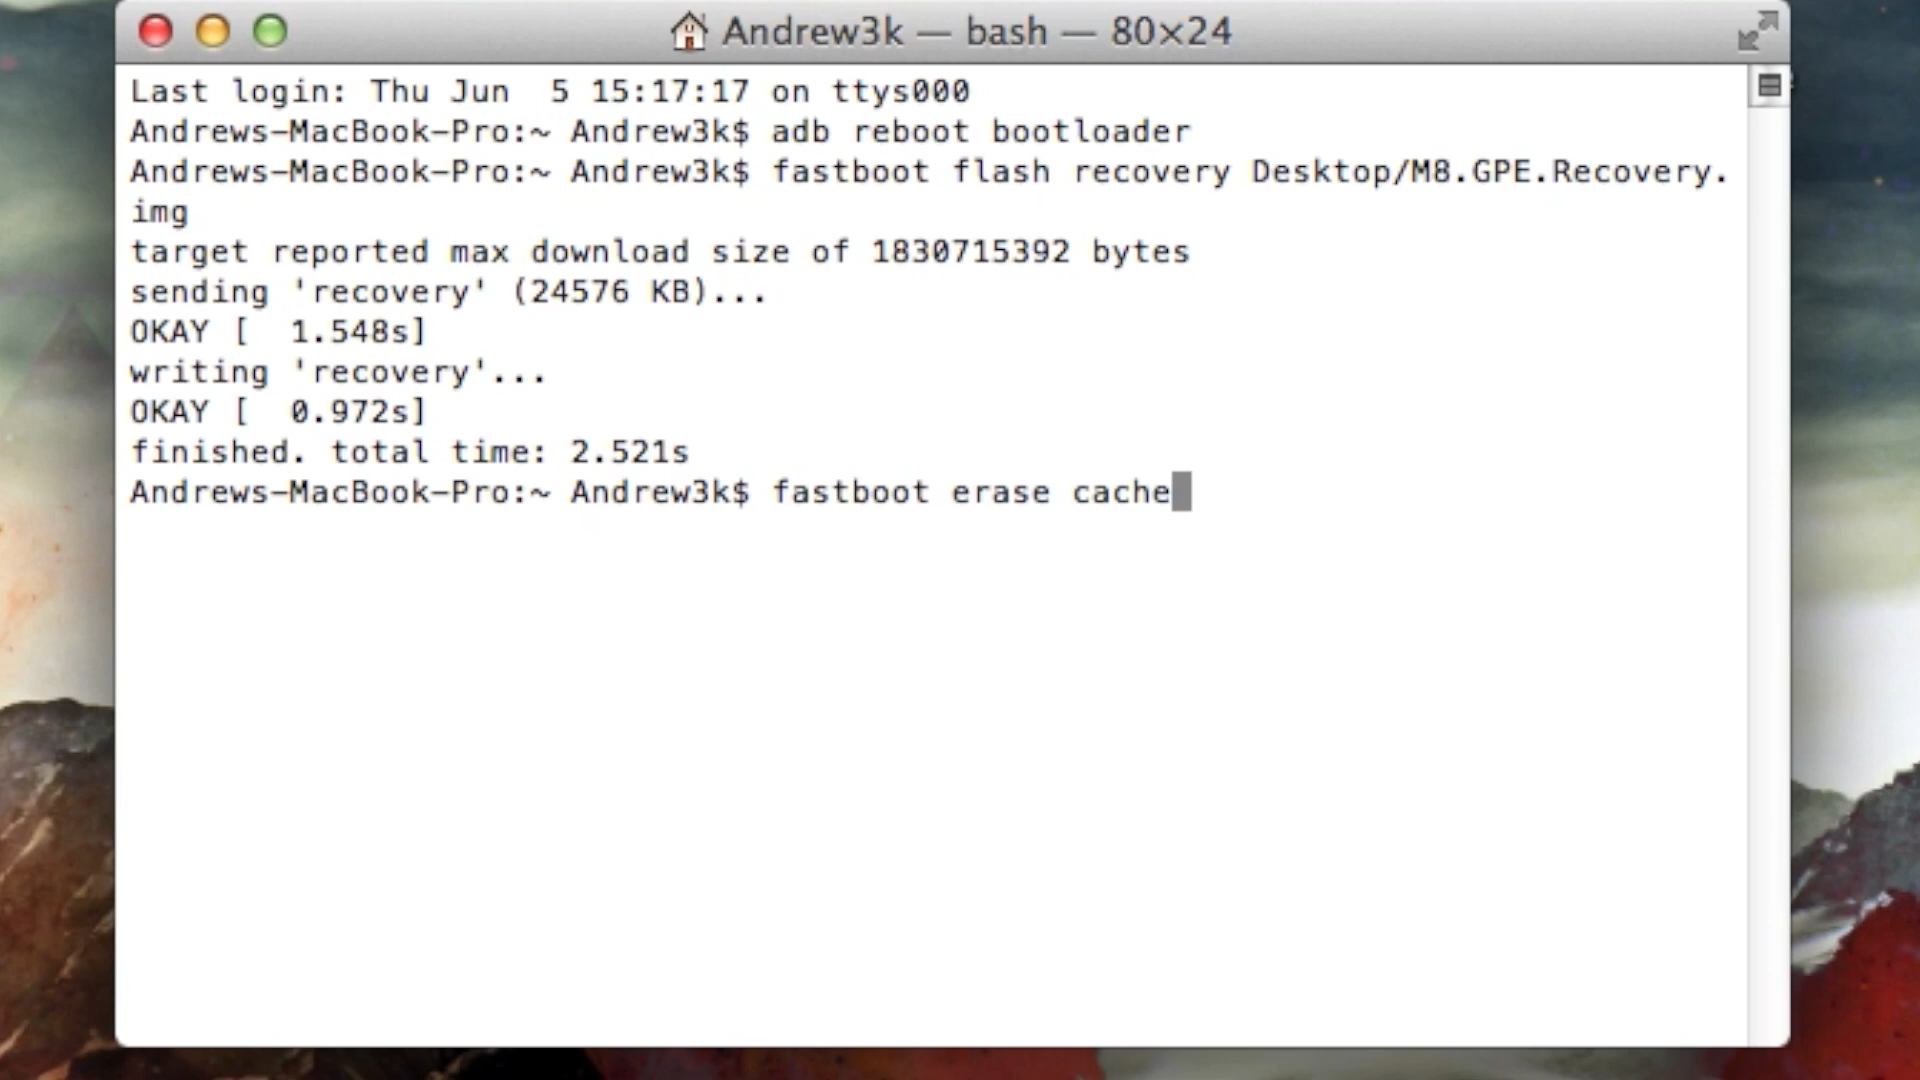 Andrew3k — bash — 80×24
Last login: Thu Jun  5 15:17:17 on ttys000
Andrews-MacBook-Pro:~ Andrew3k$ adb reboot bootloader
Andrews-MacBook-Pro:~ Andrew3k$ fastboot flash recovery Desktop/M8.GPE.Recovery.
img
target reported max download size of 1830715392 bytes
sending 'recovery' (24576 KB)...
OKAY [  1.548s]
writing 'recovery'...
OKAY [  0.972s]
finished. total time: 2.521s
Andrews-MacBook-Pro:~ Andrew3k$ fastboot erase cache